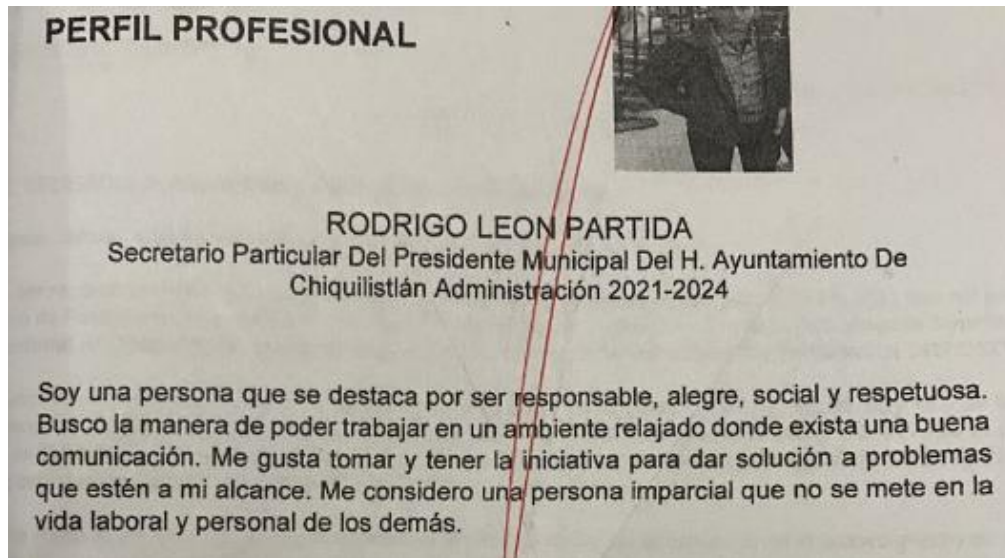 PERFIL PROFESIONAL
RODRIGO LEON PARTIDA
Secretario Particular Del Presidente Municipal Del H. Ayuntamiento De
Chiquilistlán Administración 2021-2024
Soy una persona que se destaca por ser responsable, alegre, social y respetuosa.
Busco la manera de poder trabajar en un ambiente relajado donde exista una buena
comunicación. Me gusta tomar y tener la iniciativa para dar solución a problemas
que estén a mi alcance. Me considero una persona imparcial que no se mete en la
vida laboral y personal de los demás.